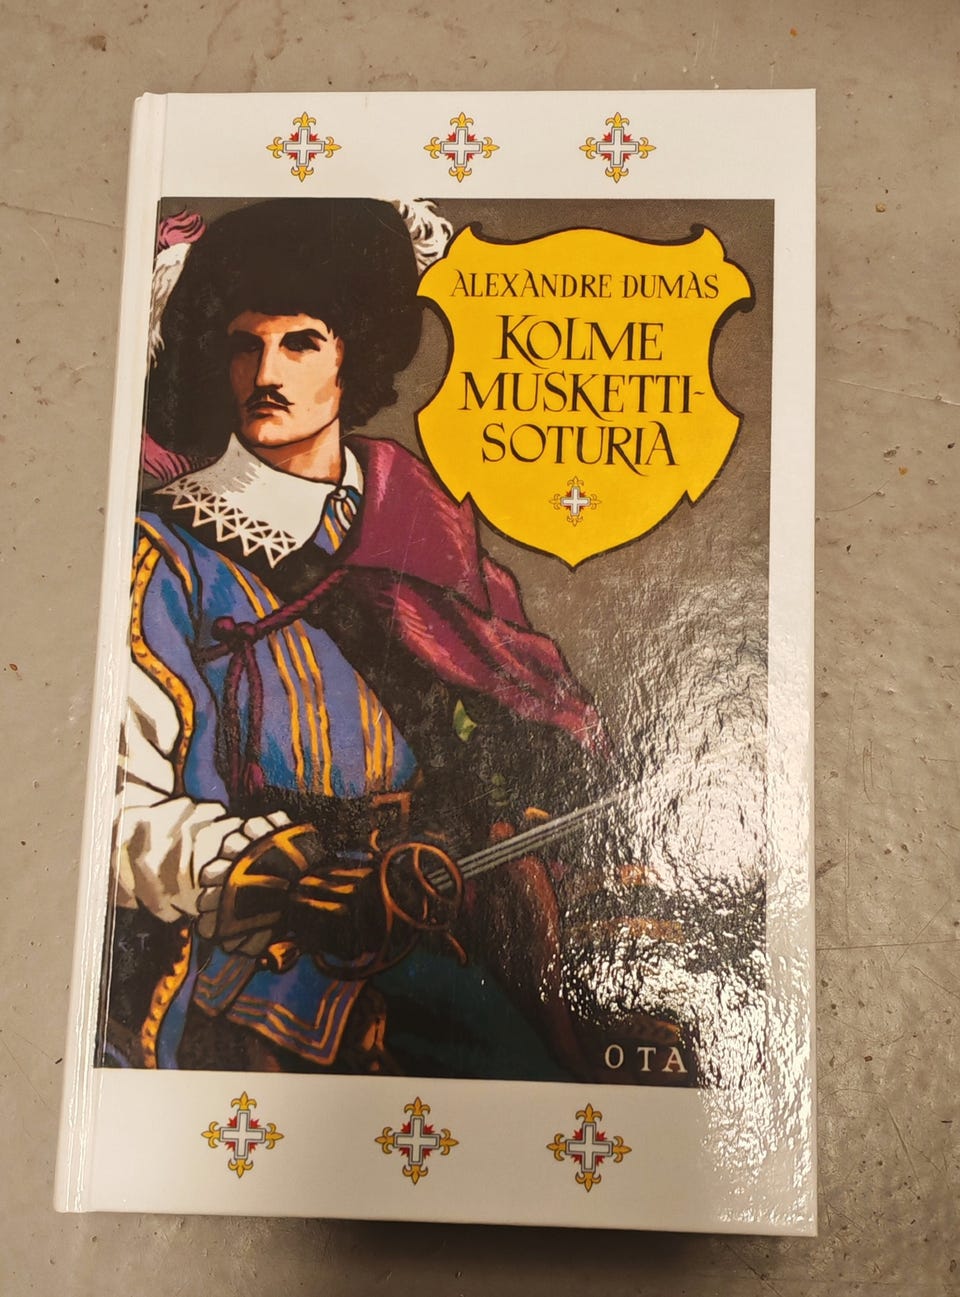 ALEXANDRE DUMAS
KOLME
MUSKETTI-
SOTURIA
E.T.
OTA